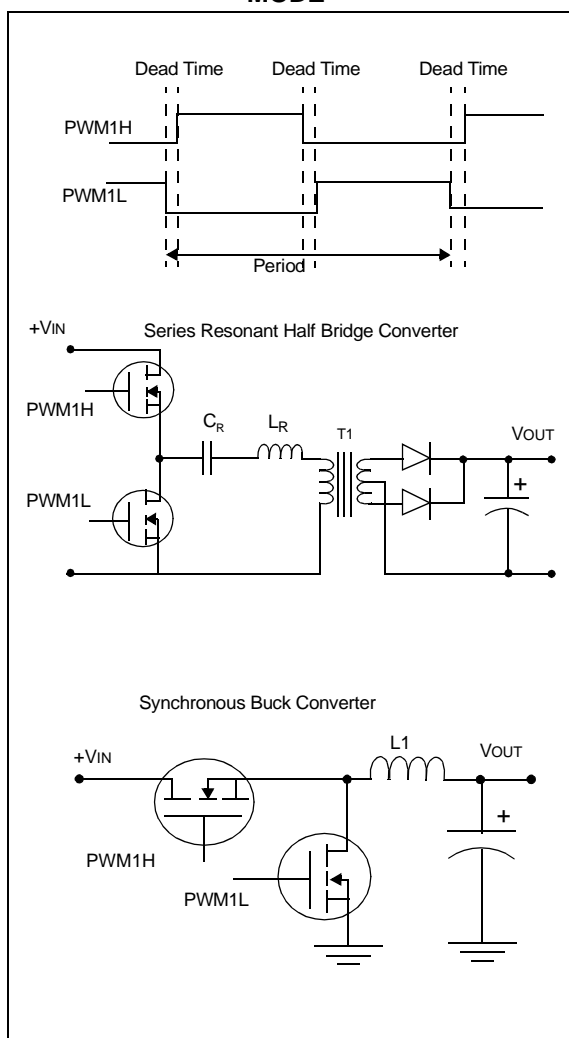 MODE
Dead Time Dead Time Dead Time
PWM1H
PWM1L
Period
+VIN Series Resonant Half Bridge Converter
PWM1H
CR LR T1 VOUT
+
PWM1L
Synchronous Buck Converter
+VIN L1 VOUT
+
PWM1H
PWM1L